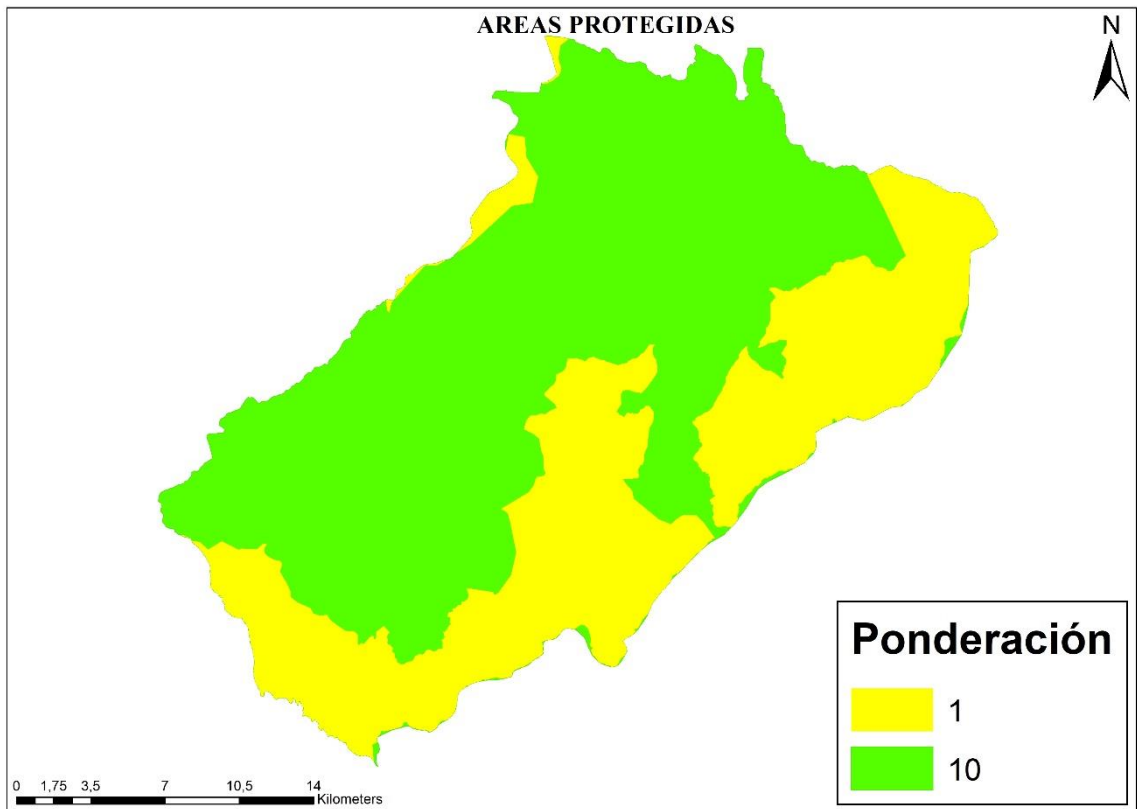 AREAS PROTEGIDAS
N
Ponderación
1
10
0 1,75 3,5 7 10,5 14
Kilometers